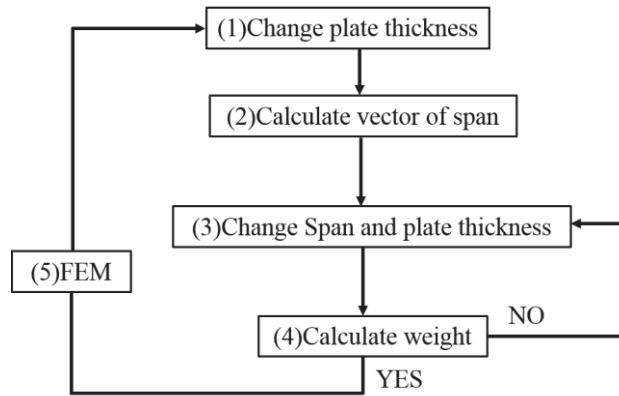 (1)Change plate thickness
(2)Calculate vector of span
(3)Change Span and plate thickness
(5)FEM
(4)Calculate weight
NO
YES